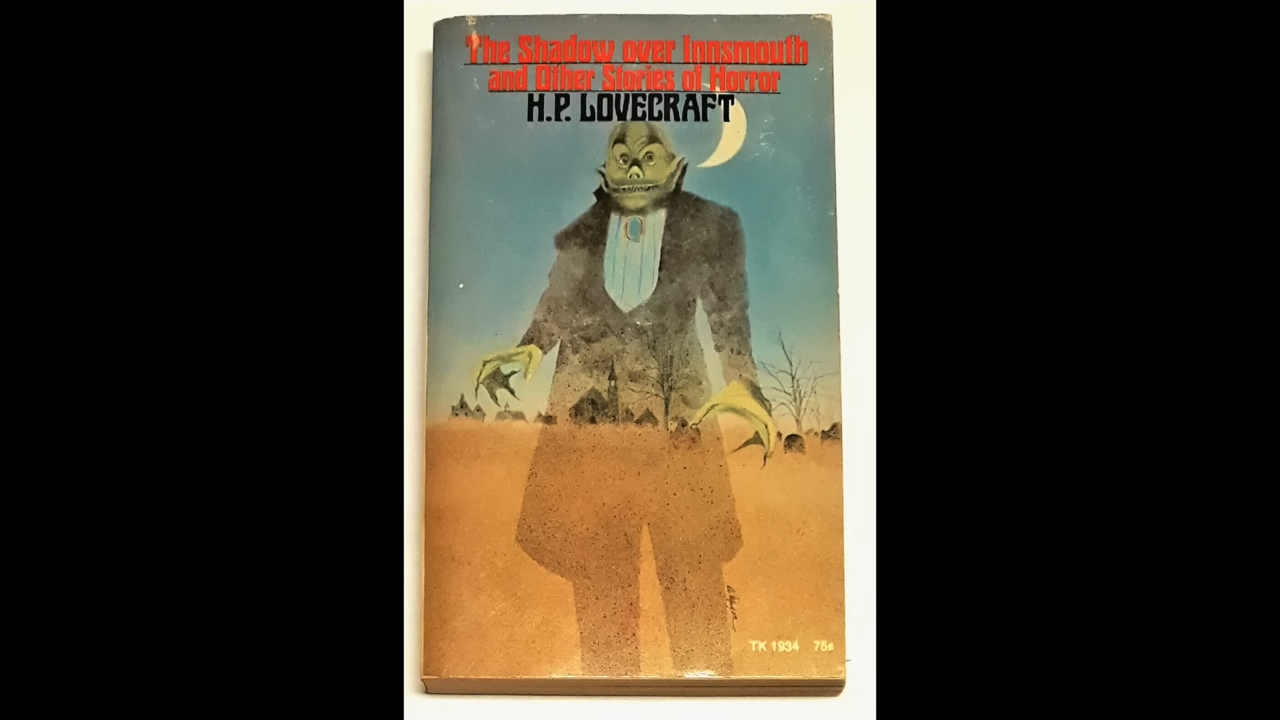 The Shadow over Innsmouth
and Other Stories of Horror
H.P. LOVECRAFT
TK 1934 75¢